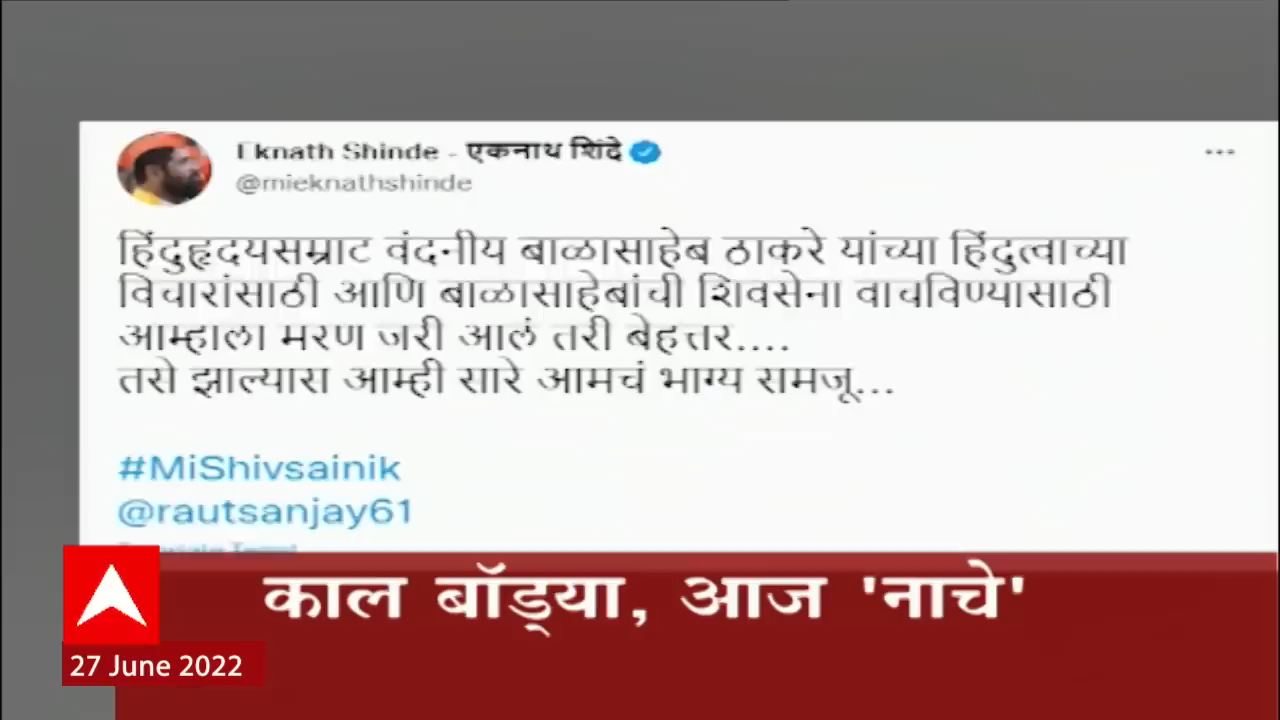 Eknath Shinde - एकनाथ शिंदे
@mieknathshinde
हिंदुहृदयसम्राट वंदनीय बाळासाहेब ठाकरे यांच्या हिंदुत्वाच्या
विचारांसाठी आणि बाळासाहेबांची शिवसेना वाचविण्यासाठी
आम्हाला मरण जरी आलं तरी बेहत्तर....
तसे झाल्यास आम्ही सारे आमचं भाग्य समजू...
#MiShivsainik
@rautsanjay61
काल बॉड्या, आज 'नाचे'
27 June 2022